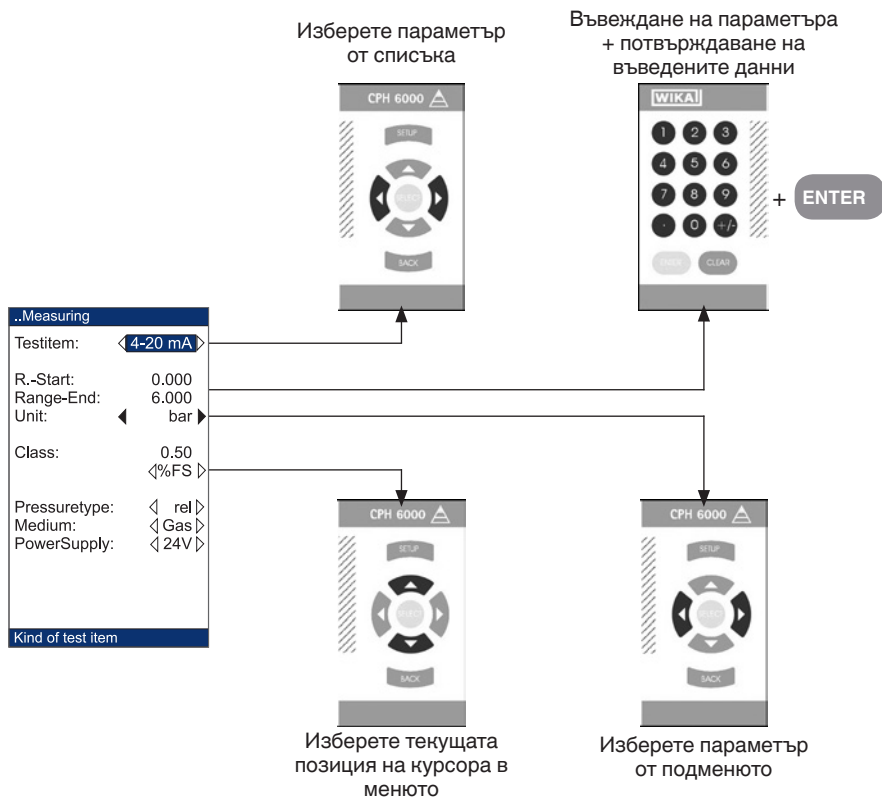 Изберете параметър
от списъка
Въвеждане на параметъра
+ потвърждаване на
въведените данни
CPH 6000
SETUP
SELECT
BACK
WIKA
1 2 3
4 5 6
7 8 9
· 0 +/-
ENTER CLEAR
+ ENTER
..Measuring
Testitem: 4-20 mA
R.-Start: 0.000
Range-End: 6.000
Unit: bar
Class: 0.50
%FS
Pressuretype: rel
Medium: Gas
PowerSupply: 24V
Kind of test item
CPH 6000
SETUP
SELECT
BACK
CPH 6000
SETUP
SELECT
BACK
Изберете текущата
позиция на курсора в
менюто
Изберете параметър
от подменюто